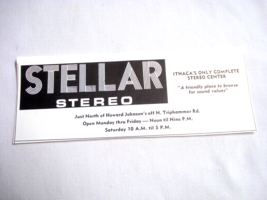 STELLAR
STEREO
ITHACA'S ONLY COMPLETE
STEREO CENTER
"A friendly place to browse
for sound values"
Just North of Howard Johnson's off N. Triphammer Rd.
Open Monday thru Friday — Noon til Nine P.M.
Saturday 10 A.M. til 5 P.M.